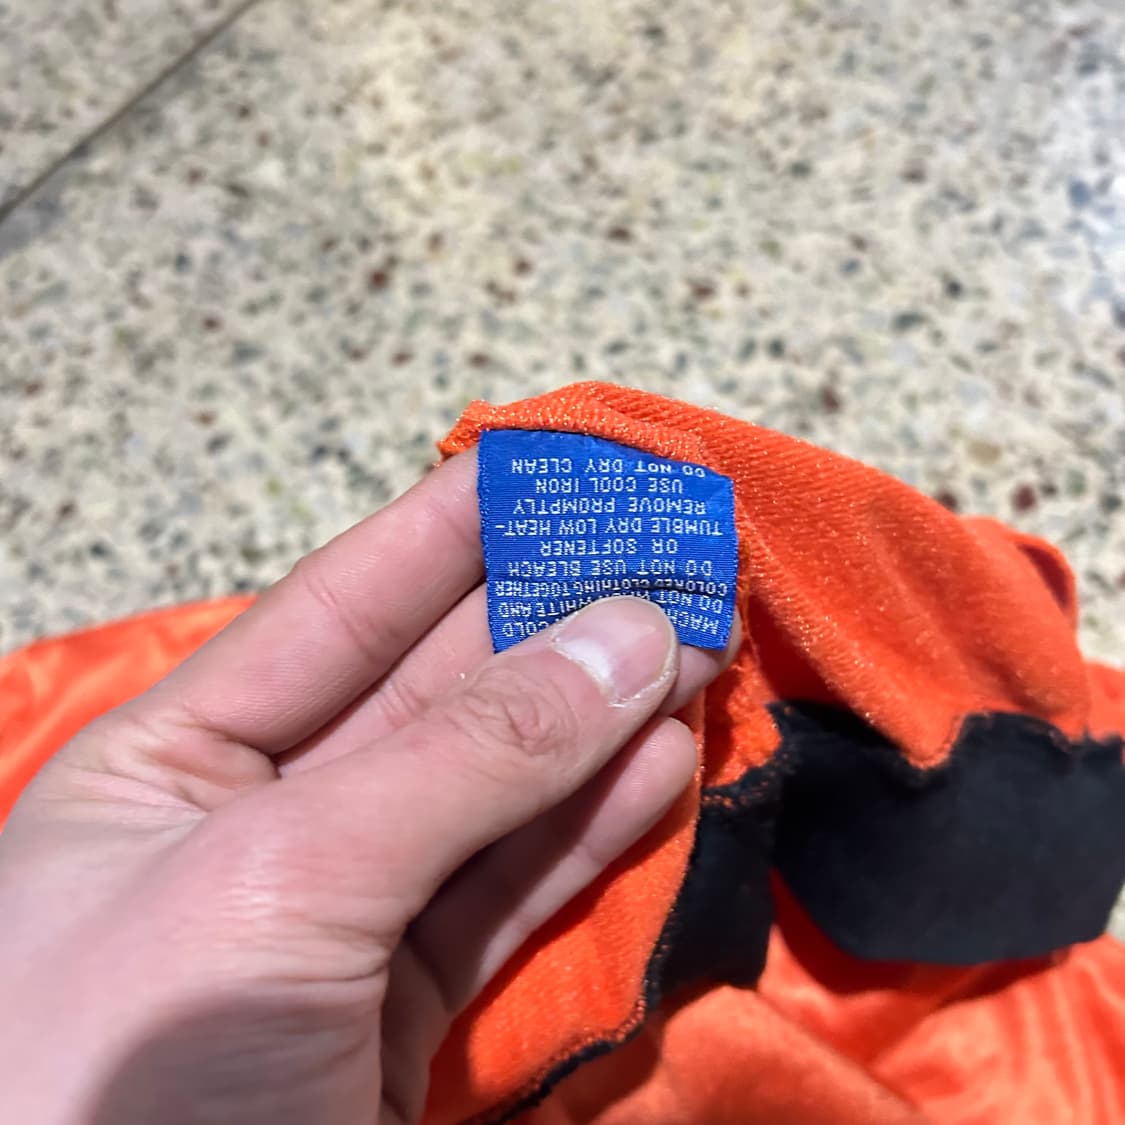 MACH COLD
DO NOT WHITE AND
COLORED CLOTHING TOGETHER
DO NOT USE BLEACH
OR SOFTENER
TUMBLE DRY LOW HEAT-
REMOVE PROMPTLY
USE COOL IRON
DO NOT DRY CLEAN